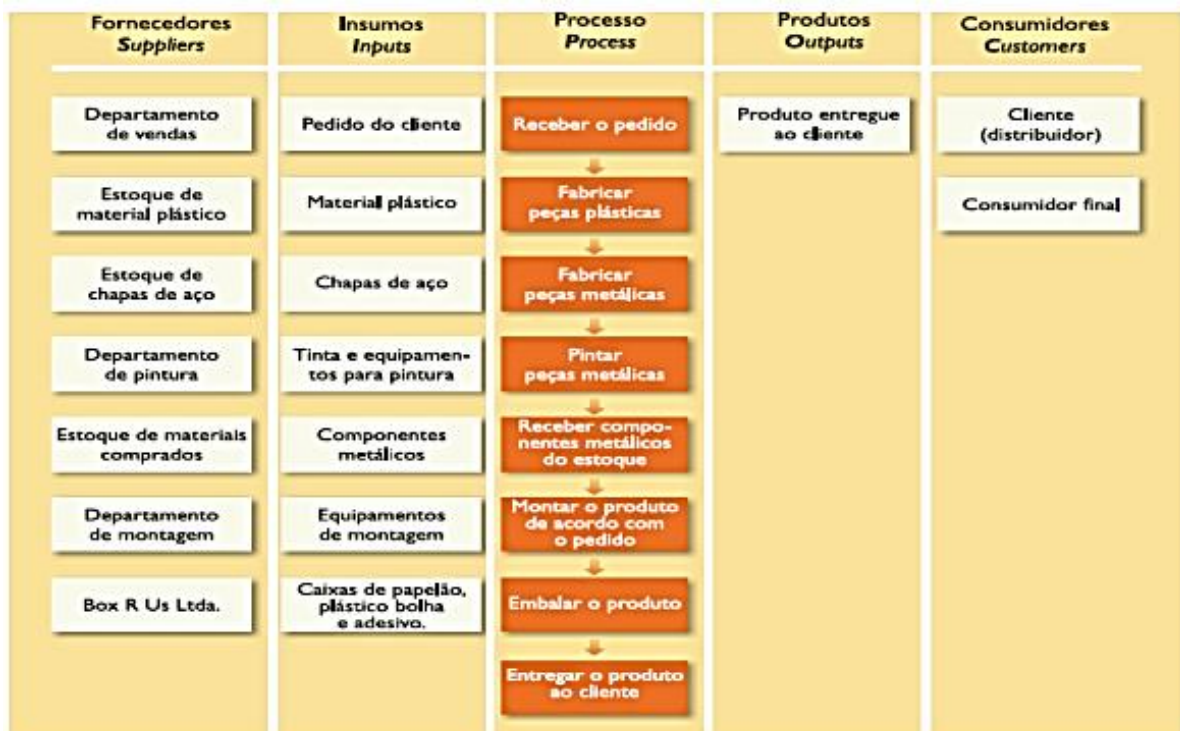 Fornecedores
Suppliers
Insumos
Inputs
Processo
Process
Produtos
Outputs
Consumidores
Customers
Departamento
de vendas
Pedido do cliente
Receber o pedido
Produto entregue
ao cliente
Cliente
(distribuidor)
Estoque de
material plástico
Material plástico
Fabricar
peças plásticas
Consumidor final
Estoque de
chapas de aço
Chapas de aço
Fabricar
peças metálicas
Departamento
de pintura
Tinta e equipamen-
tos para pintura
Pintar
peças metálicas
Estoque de materiais
comprados
Componentes
metálicos
Receber compo-
nentes metálicos
do estoque
Departamento
de montagem
Equipamentos
de montagem
Montar o produto
de acordo com
o pedido
Box R Us Ltda.
Caixas de papelão,
plástico bolha
e adesivo.
Embalar o produto
Entregar o produto
ao cliente